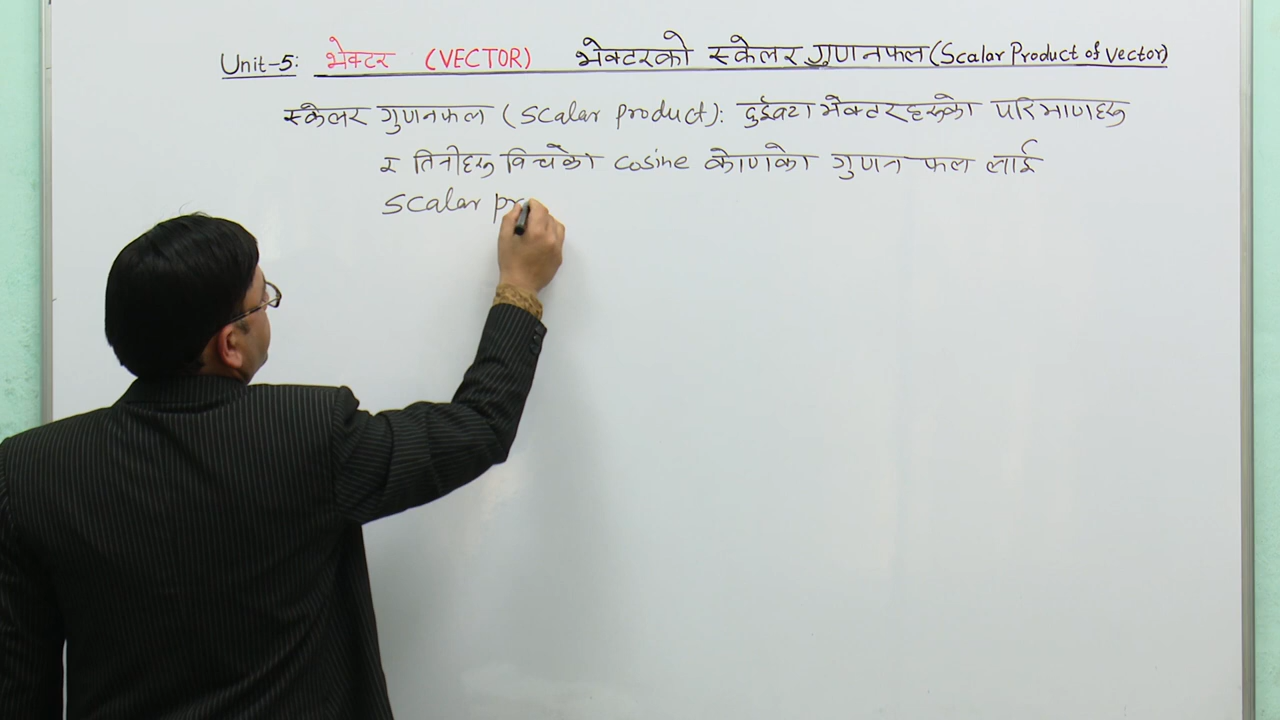 Unit-5: भेक्टर (VECTOR) भेक्टरको स्केलर गुणनफल (Scalar Product of Vector)
स्केलर गुणनफल (Scalar product): दुईवटा भेक्टरहरुको परिमाणहरु
र तिनीहरु विचको cosine कोणको गुणन फल लाई
Scalar pr